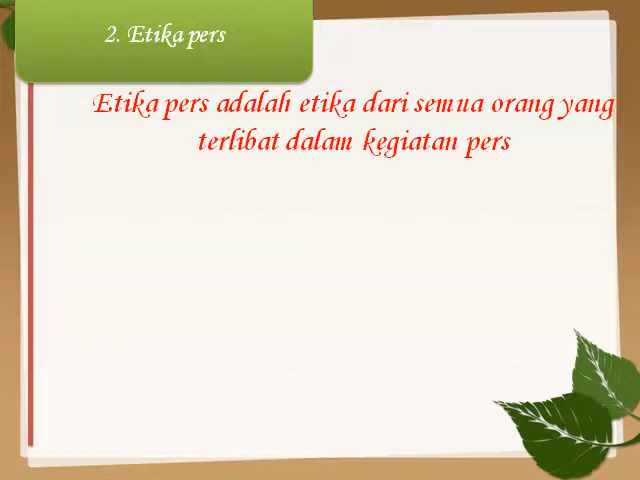 2. Etika pers
Etika pers adalah etika dari semua orang yang
terlibat dalam kegiatan pers